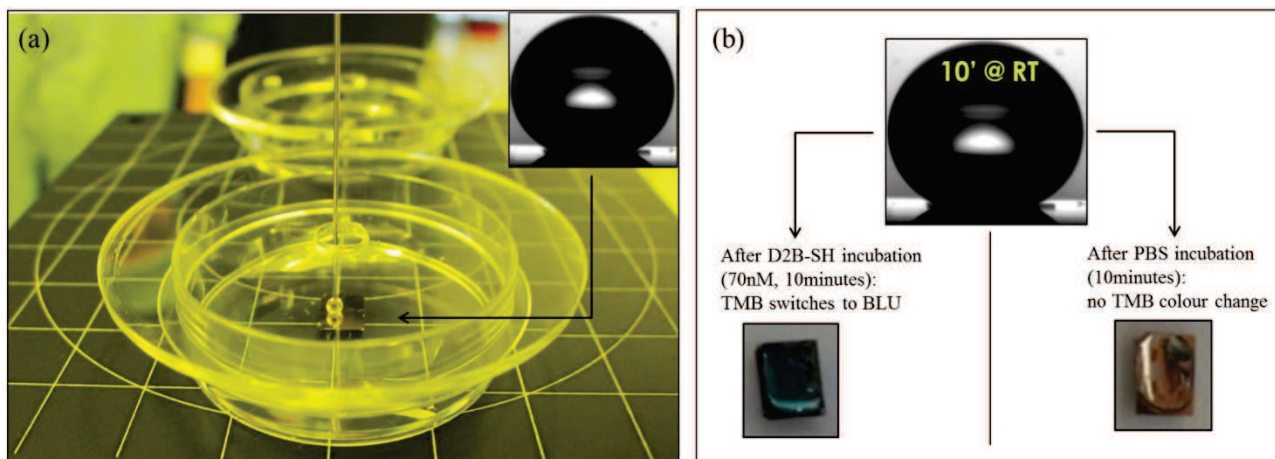 (a)
(b)
10' @ RT
After D2B-SH incubation
(70nM, 10minutes):
TMB switches to BLU
After PBS incubation
(10minutes):
no TMB colour change